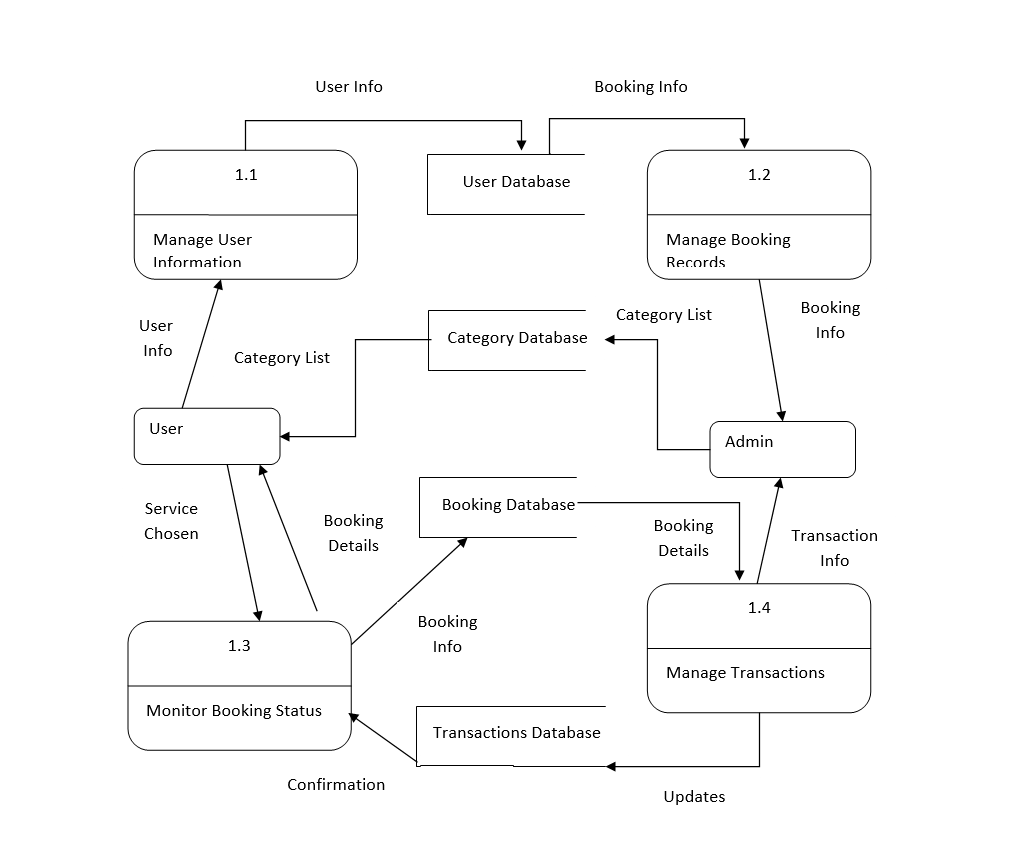 User Info
Booking Info
1.1
User Database
1.2
Manage User
Information
Manage Booking
Records
User
Info
Category List
Category Database
Category List
Booking
Info
User
Admin
Service
Chosen
Booking
Details
Booking Database
Booking
Details
Transaction
Info
1.3
Booking
Info
1.4
Monitor Booking Status
Manage Transactions
Transactions Database
Confirmation
Updates